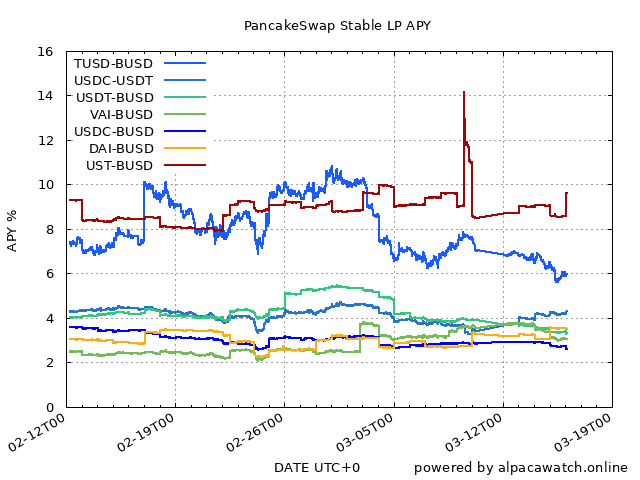 PancakeSwap Stable LP APY
16
14
12
10
8
6
4
2
0
APY %
TUSD-BUSD
USDC-USDT
USDT-BUSD
VAI-BUSD
USDC-BUSD
DAI-BUSD
UST-BUSD
02-12T00
02-19T00
02-26T00
03-05T00
03-12T00
03-19T00
DATE UTC+0
powered by alpacawatch.online